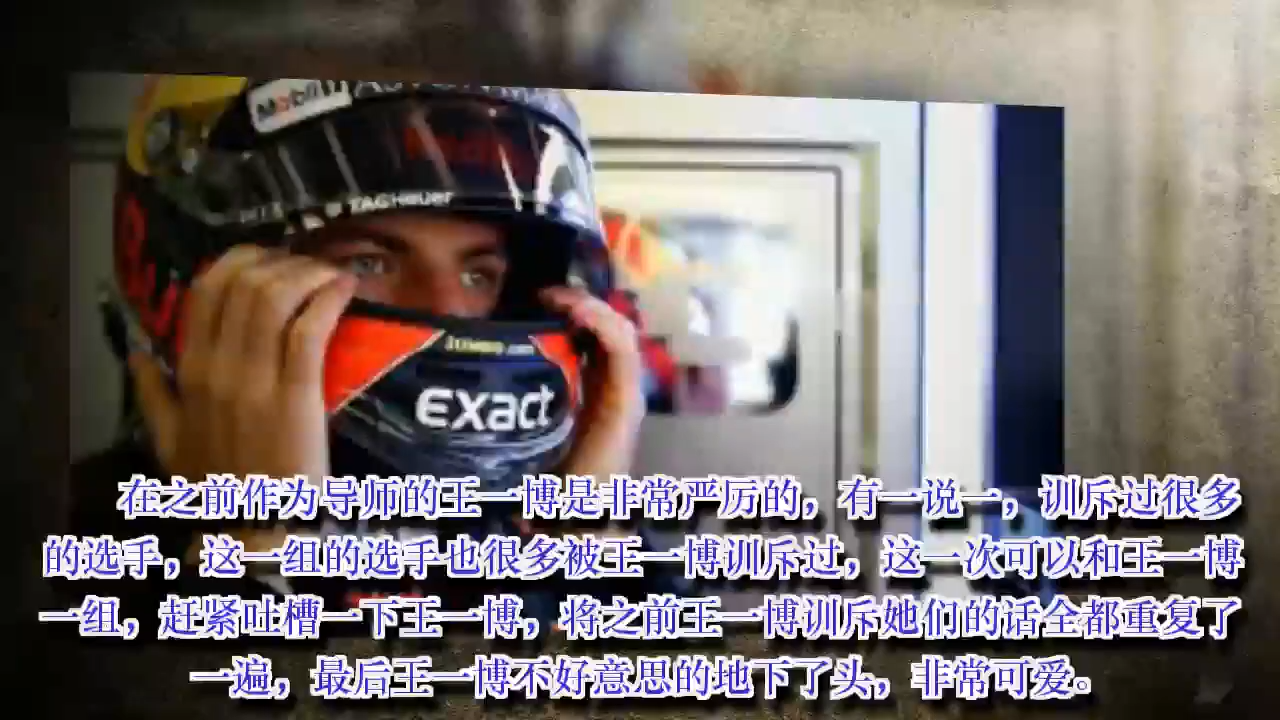 Mobil 1
TAGHeuer
exact
在之前作为导师的王一博是非常严厉的，有一说一，训斥过很多
的选手，这一组的选手也很多被王一博训斥过，这一次可以和王一博
一组，赶紧吐槽一下王一博，将之前王一博训斥她们的话全都重复了
一遍，最后王一博不好意思的地下了头，非常可爱。